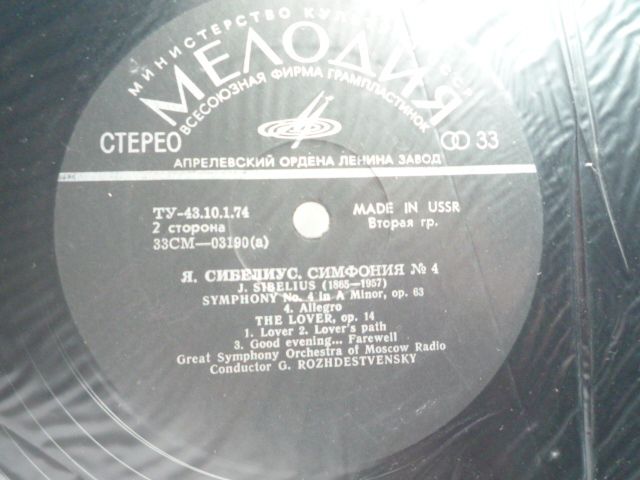 МИНИСТЕРСТВО
МЕЛОДИЯ
ВСЕСОЮЗНАЯ ФИРМА ГРАМПЛАСТИНОК
СТЕРЕО
33
АПРЕЛЕВСКИЙ ОРДЕНА ЛЕНИНА ЗАВОД
ТУ-43.10.1.74
MADE IN USSR
2 сторона
Вторая гр.
33СМ—03190(а)
Я. СИБЕЛИУС. СИМФОНИЯ № 4
J. SIBELIUS (1865—1957)
SYMPHONY No. 4 in A Minor, op. 63
4. Allegro
THE LOVER, op. 14
1. Lover 2. Lover's path
3. Good evening... Farewell
Great Symphony Orchestra of Moscow Radio
Conductor G. ROZHDESTVENSKY